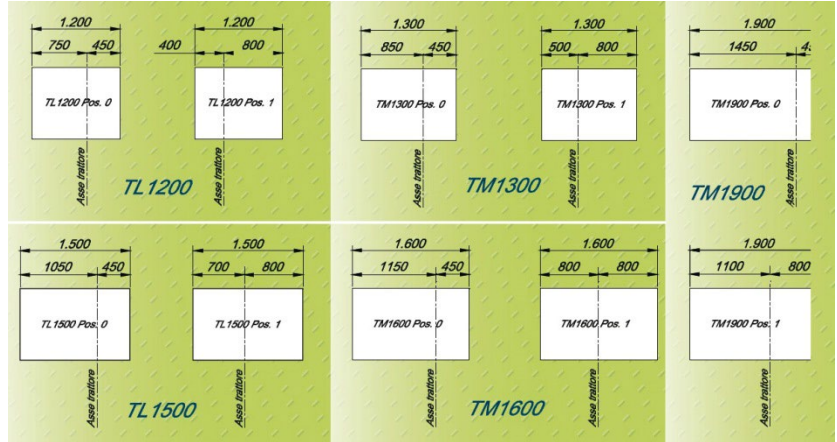 1.200
750 450
TL1200 Pos. 0
Asse trattore
1.200
400 800
TL1200 Pos. 1
Asse trattore
TL1200
1.300
850 450
TM1300 Pos. 0
Asse trattore
1.300
500 800
TM1300 Pos. 1
Asse trattore
TM1300
1.900
1450
TM1900 Pos. 0
Asse trattore
TM1900
1.500
1050 450
TL1500 Pos. 0
Asse trattore
1.500
700 800
TL1500 Pos. 1
Asse trattore
TL1500
1.600
1150 450
TM1600 Pos. 0
Asse trattore
1.600
800 800
TM1600 Pos. 1
Asse trattore
TM1600
1.900
1100 800
TM1900 Pos. 1
Asse trattore